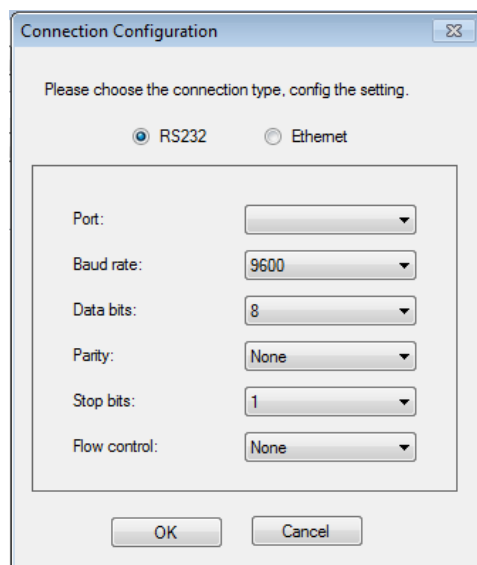 Connection Configuration
Please choose the connection type, config the setting.
RS232 Ethernet
Port:
Baud rate: 9600
Data bits: 8
Parity: None
Stop bits: 1
Flow control: None
OK Cancel